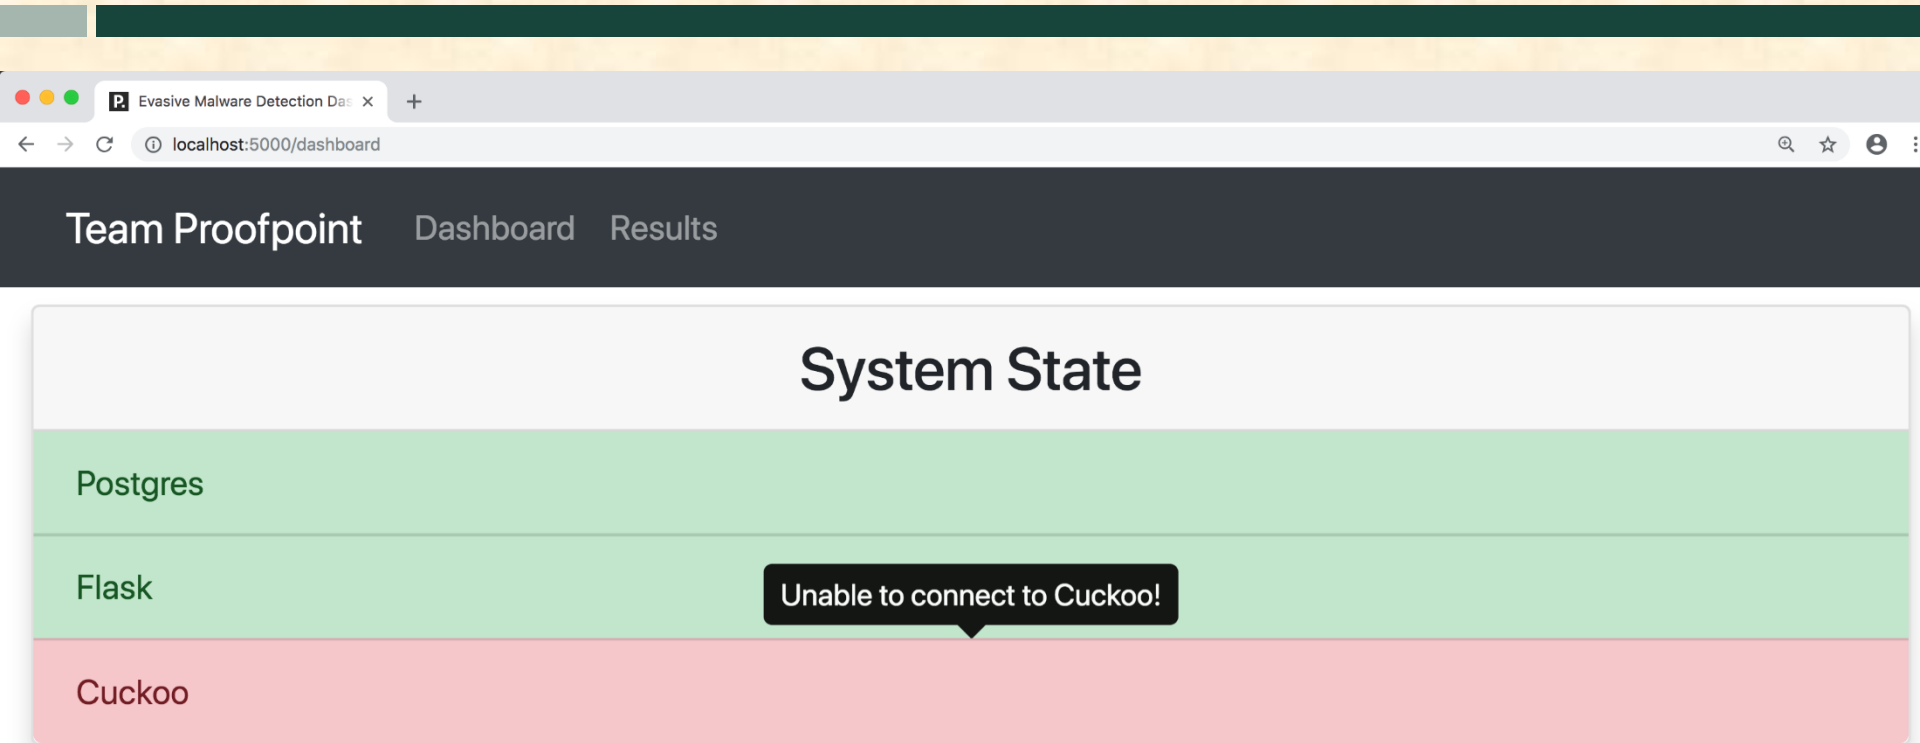 P. Evasive Malware Detection Das
localhost:5000/dashboard
Team Proofpoint Dashboard Results
System State
Postgres
Flask
Unable to connect to Cuckoo!
Cuckoo